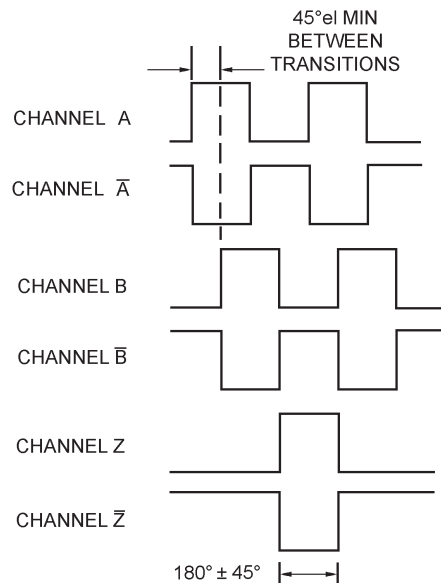 45°el MIN
BETWEEN
TRANSITIONS
CHANNEL A
CHANNEL A̅
CHANNEL B
CHANNEL B̅
CHANNEL Z
CHANNEL Z̅
180° ± 45°